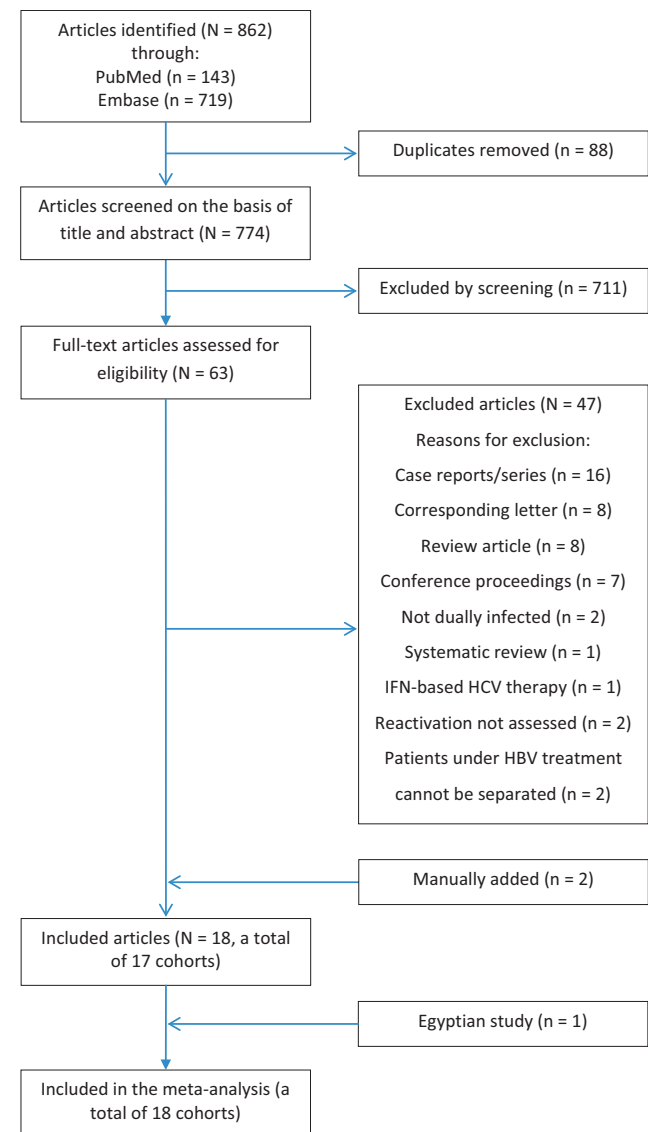 Articles identified (N = 862)
through:
PubMed (n = 143)
Embase (n = 719)
Duplicates removed (n = 88)
Articles screened on the basis of
title and abstract (N = 774)
Excluded by screening (n = 711)
Full-text articles assessed for
eligibility (N = 63)
Excluded articles (N = 47)
Reasons for exclusion:
Case reports/series (n = 16)
Corresponding letter (n = 8)
Review article (n = 8)
Conference proceedings (n = 7)
Not dually infected (n = 2)
Systematic review (n = 1)
IFN-based HCV therapy (n = 1)
Reactivation not assessed (n = 2)
Patients under HBV treatment
cannot be separated (n = 2)
Manually added (n = 2)
Included articles (N = 18, a total
of 17 cohorts)
Egyptian study (n = 1)
Included in the meta-analysis (a
total of 18 cohorts)